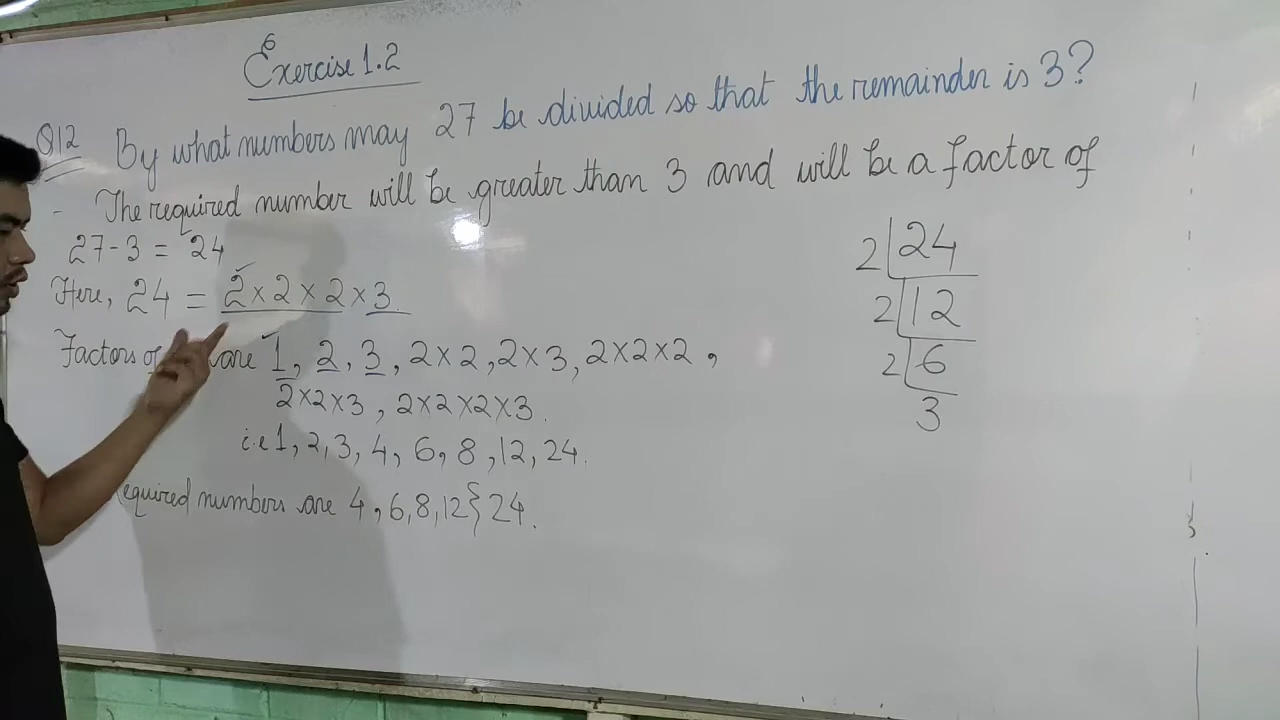 6
Exercise 1.2
Q12 By what numbers may 27 be divided so that the remainder is 3?
- The required number will be greater than 3 and will be a factor of
27-3 = 24
Here, 24 = 2×2×2×3.
Factors of are 1, 2, 3, 2×2, 2×3, 2×2×2,
2×2×3, 2×2×2×3.
i.e 1, 2, 3, 4, 6, 8, 12, 24.
equired numbers are 4, 6, 8, 12 } 24.
2 24
2 12
2 6
3